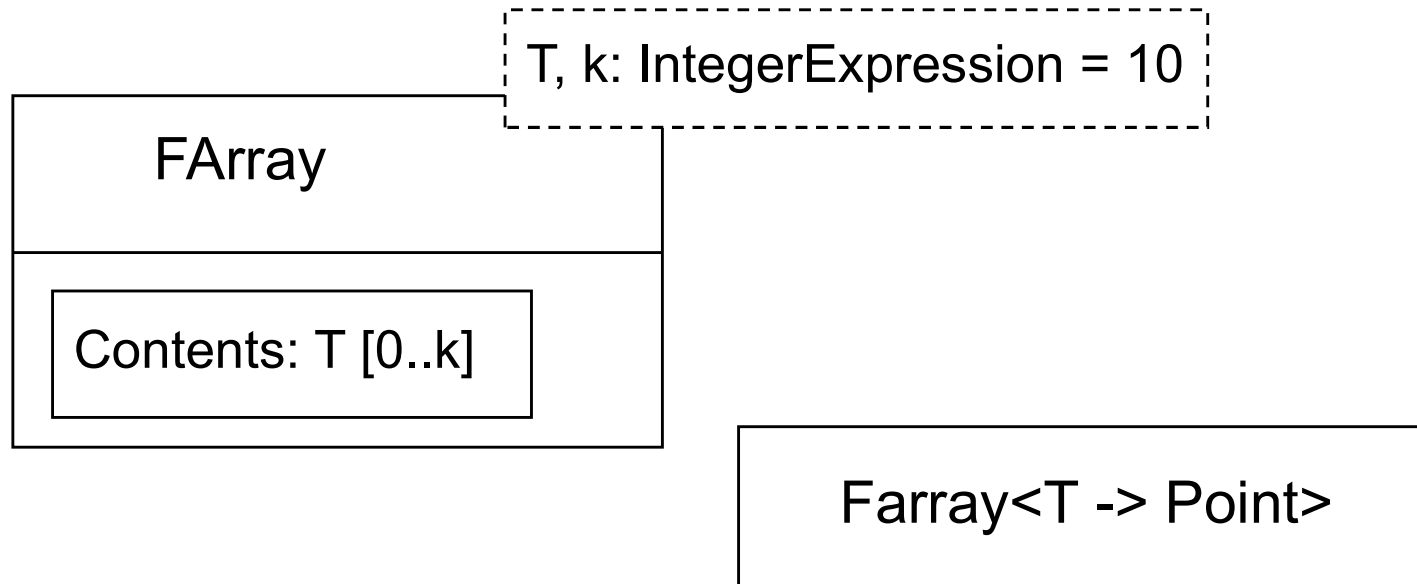 T, k: IntegerExpression = 10
FArray
Contents: T [0..k]
Farray<T -> Point>